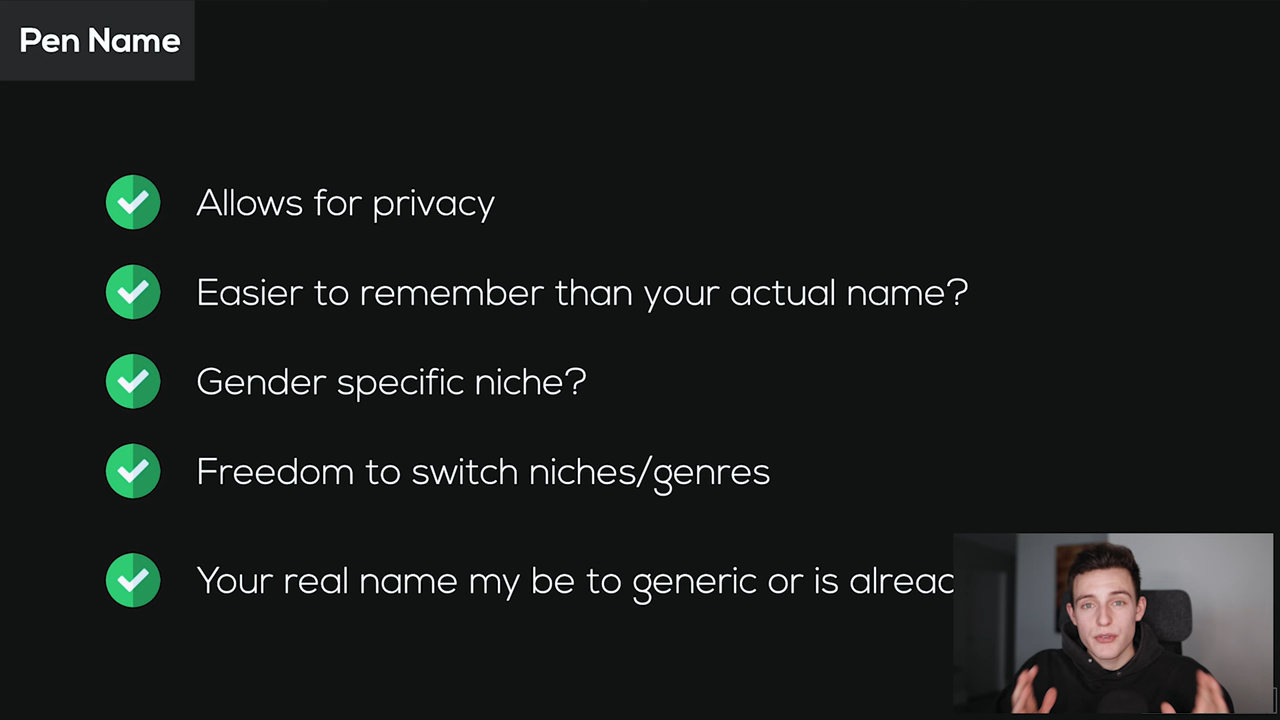 Pen Name
Allows for privacy
Easier to remember than your actual name?
Gender specific niche?
Freedom to switch niches/genres
Your real name my be to generic or is